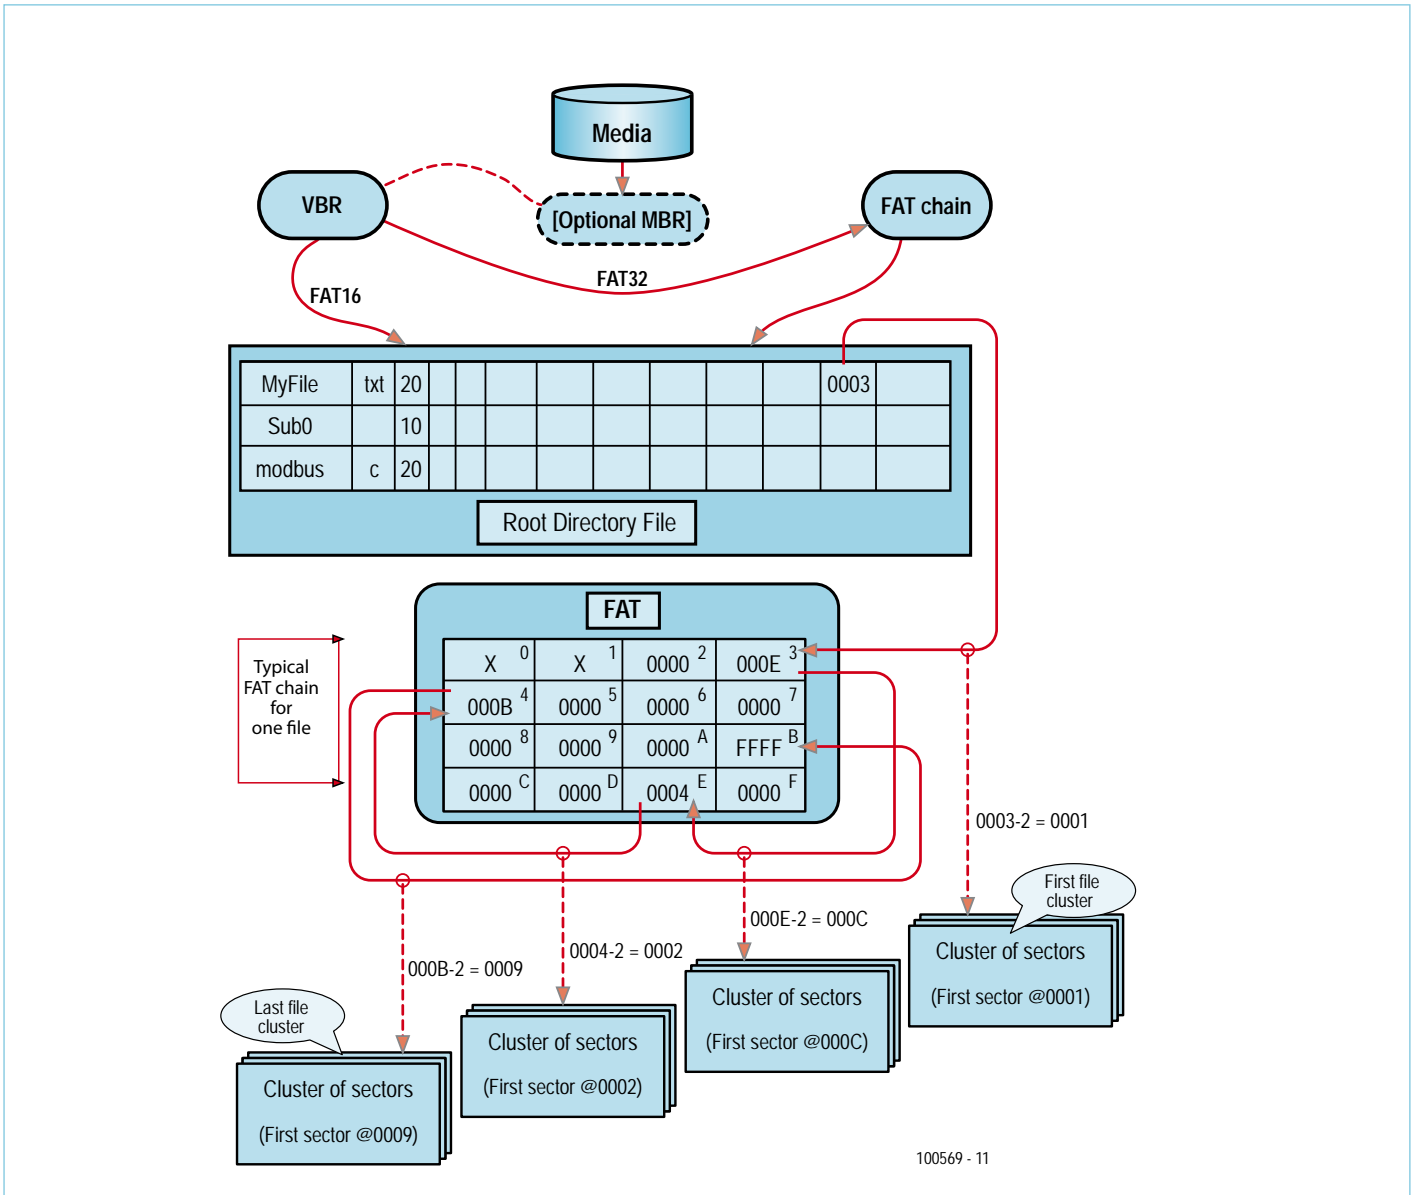 Media
VBR
[Optional MBR]
FAT chain
FAT16
FAT32
MyFile txt 20 0003
Sub0 10
modbus c 20
Root Directory File
FAT
X 0 X 1 0000 2 000E 3
000B 4 0000 5 0000 6 0000 7
0000 8 0000 9 0000 A FFFF B
0000 C 0000 D 0004 E 0000 F
Typical
FAT chain
for
one file
0003-2 = 0001
000E-2 = 000C
0004-2 = 0002
000B-2 = 0009
First file
cluster
Cluster of sectors
(First sector @0001)
Cluster of sectors
(First sector @000C)
Cluster of sectors
(First sector @0002)
Last file
cluster
Cluster of sectors
(First sector @0009)
100569 - 11